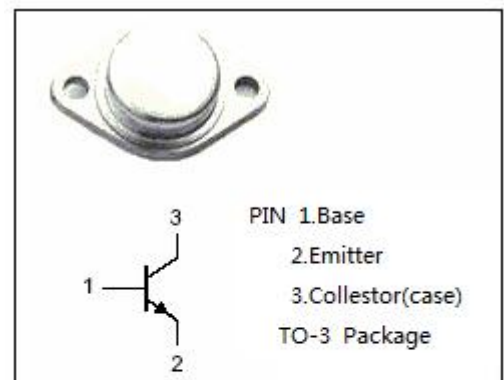 3
1
2
PIN 1.Base
2.Emitter
3.Collestor(case)
TO-3 Package